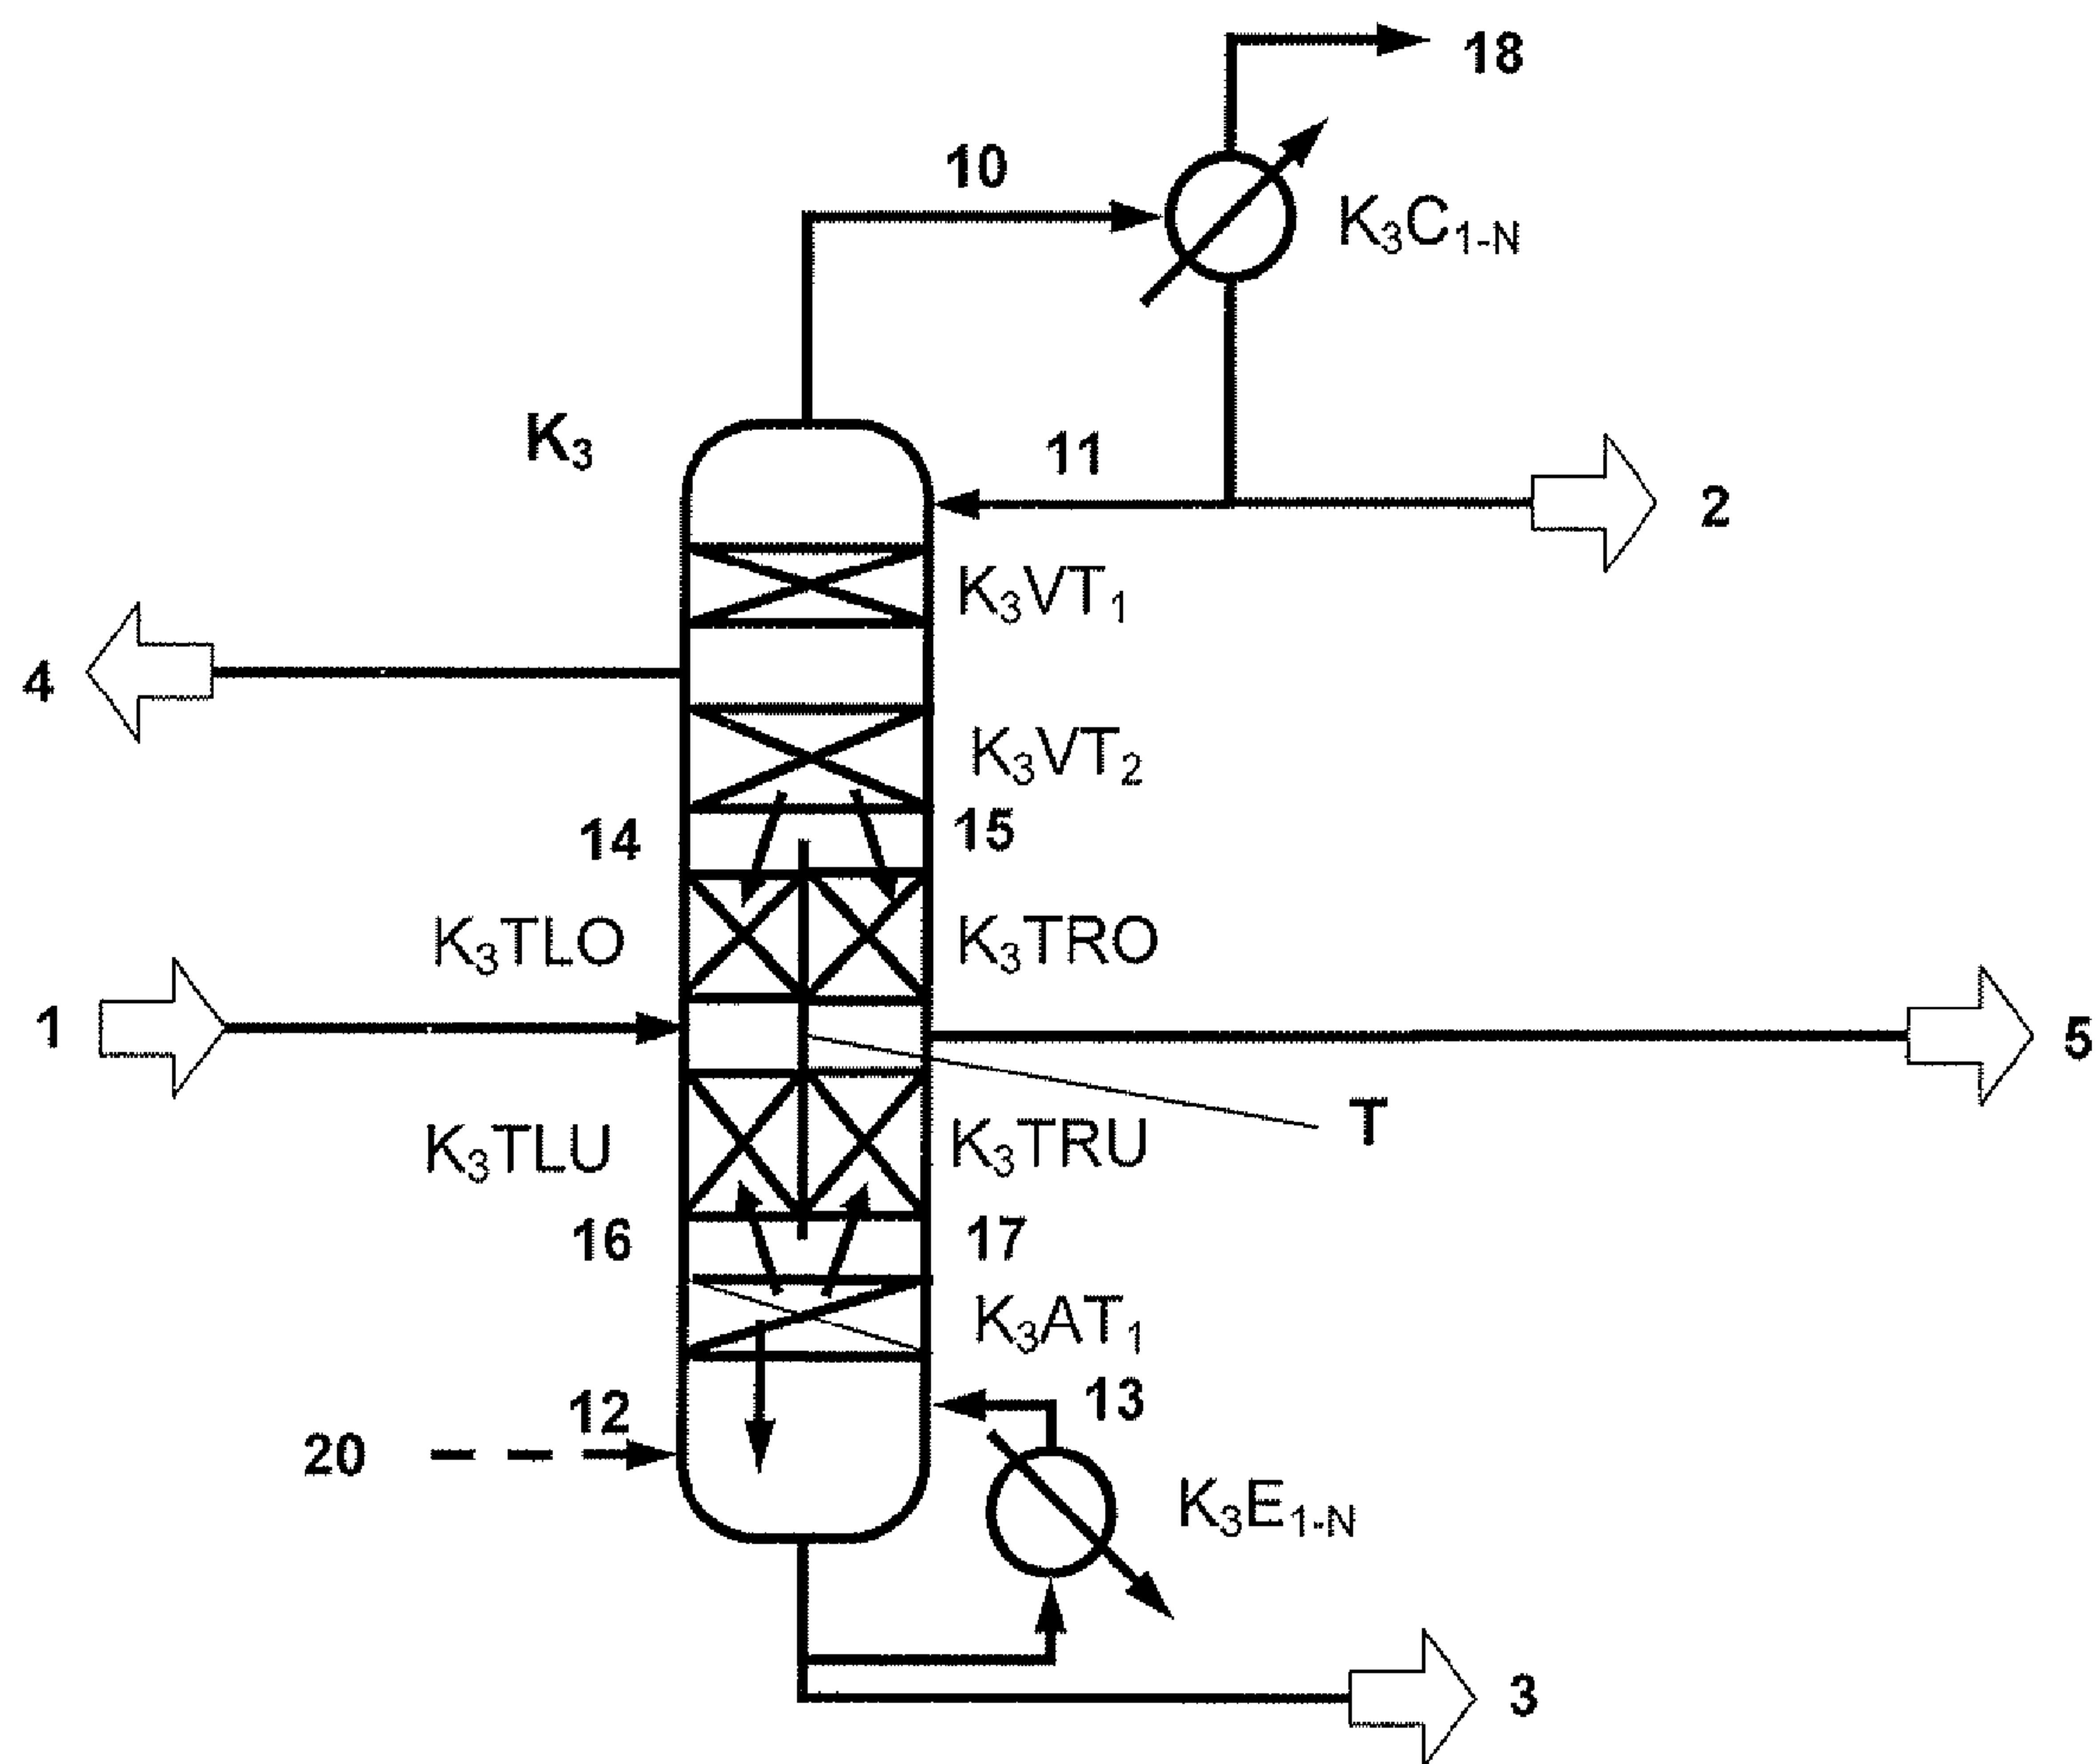 18
10
K₃C₁₋N
K₃
11
2
K₃VT₁
4
K₃VT₂
14
15
K₃TLO
K₃TRO
1
5
T
K₃TLU
K₃TRU
16
17
K₃AT₁
12
13
20
K₃E₁₋N
3